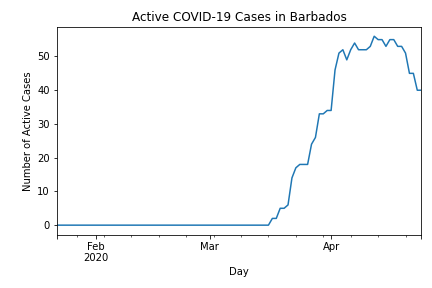 Active COVID-19 Cases in Barbados
Number of Active Cases
50
40
30
20
10
0
Feb
2020
Mar
Apr
Day